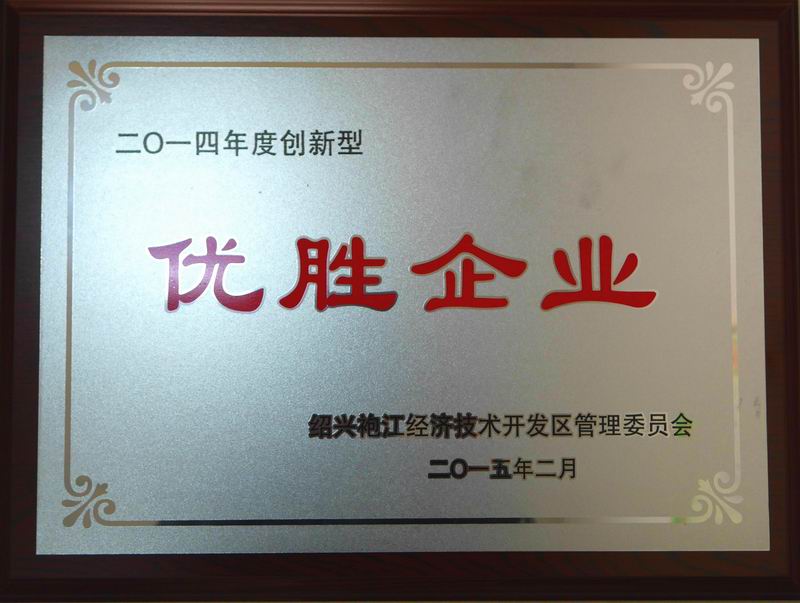 二〇一四年度创新型
优胜企业
绍兴袍江经济技术开发区管理委员会
二〇一五年二月